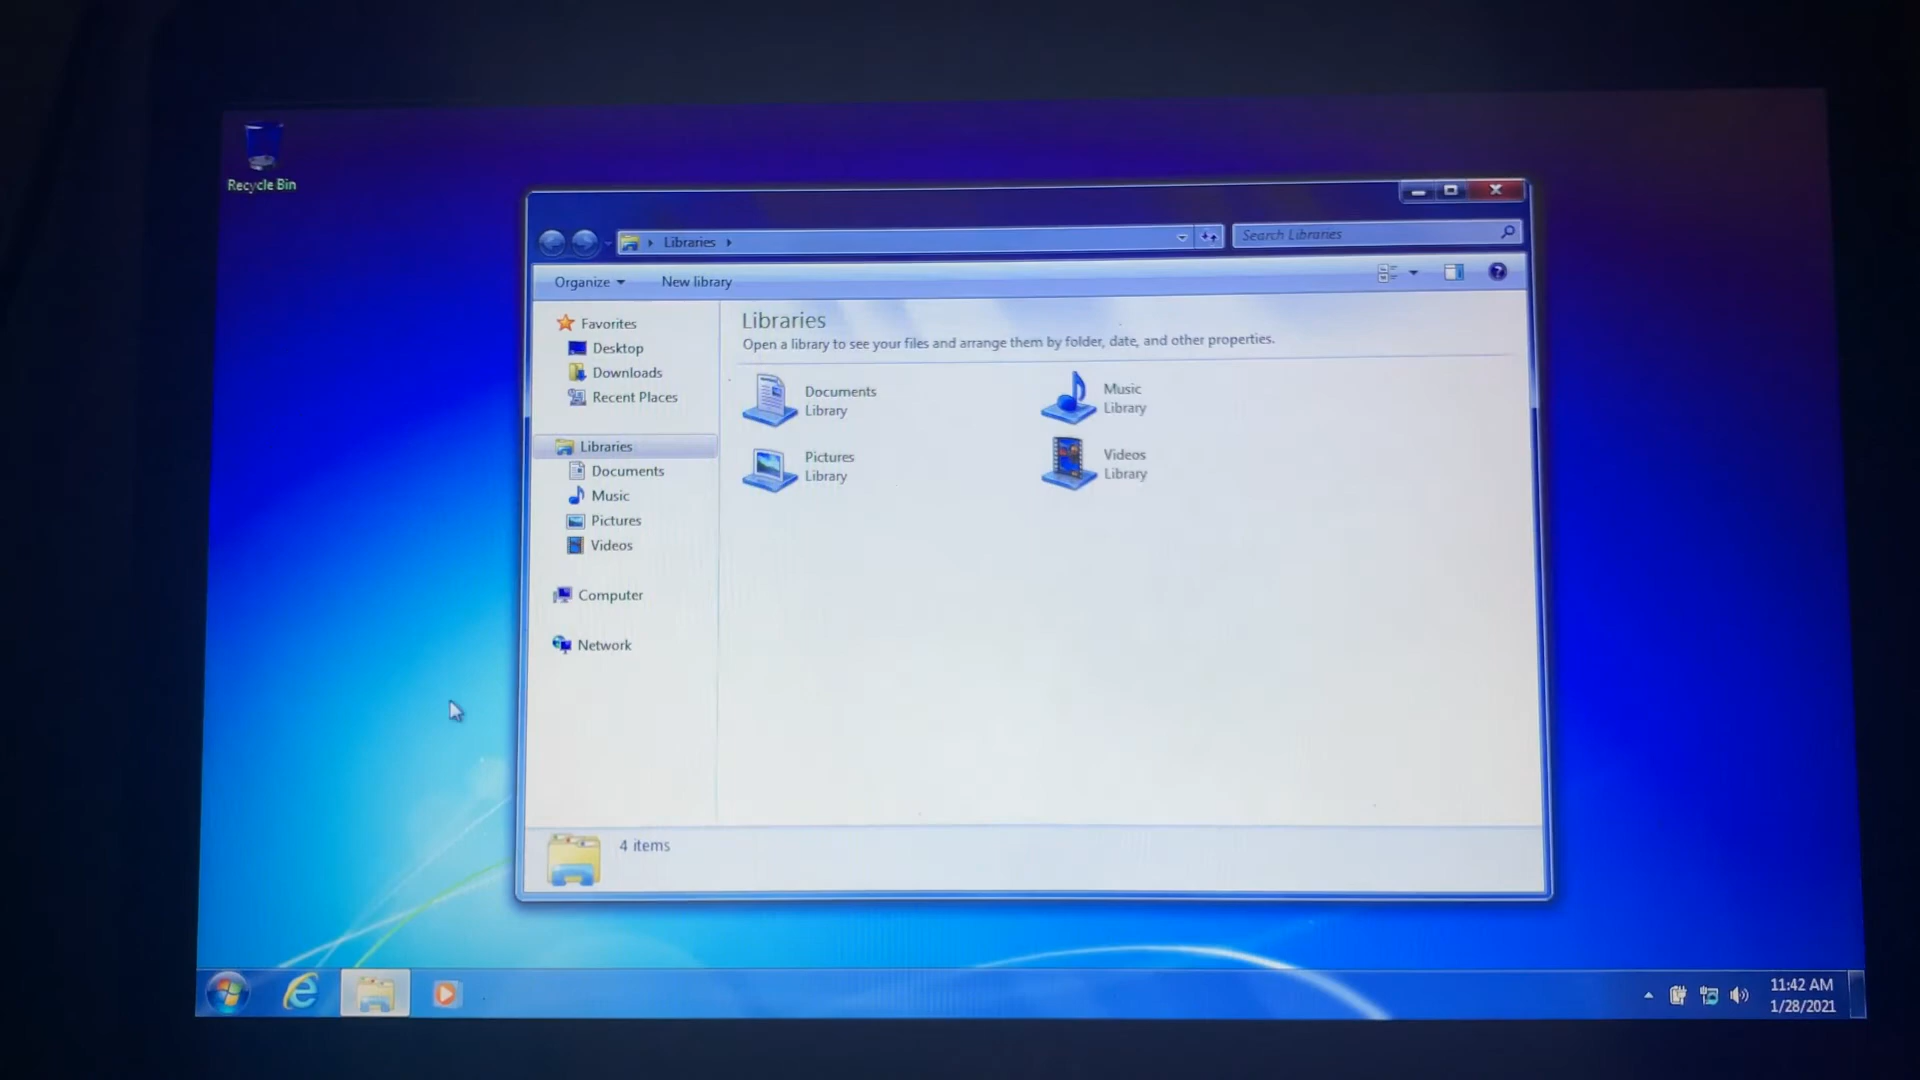 Recycle Bin
Libraries
Search Libraries
Organize
New library
Favorites
Desktop
Downloads
Recent Places
Libraries
Documents
Music
Pictures
Videos
Computer
Network
Libraries
Open a library to see your files and arrange them by folder, date, and other properties.
Documents
Library
Music
Library
Pictures
Library
Videos
Library
4 items
11:42 AM
1/28/2021